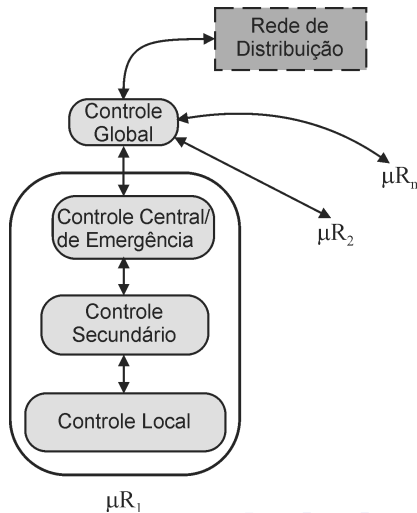 Rede de
Distribuição
Controle
Global
μRn
Controle Central/
de Emergência
μR2
Controle
Secundário
Controle Local
μR1